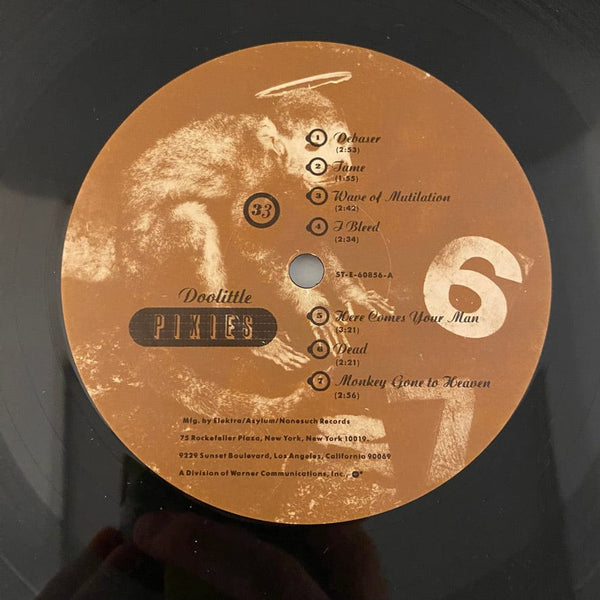 1 Debaser
(2:53)
2 Tame
(1:55)
3 Wave of Mutilation
(2:42)
4 I Bleed
(2:34)
33
ST-E-60856-A
6
Doolittle
PIXIES
5 Here Comes Your Man
(3:21)
6 Dead
(2:21)
7 Monkey Gone to Heaven
(2:56)
7
Mfg. by Elektra/Asylum/Nonesuch Records
75 Rockefeller Plaza, New York, New York 10019.
9229 Sunset Boulevard, Los Angeles, California 90069
A Division of Warner Communications, Inc.